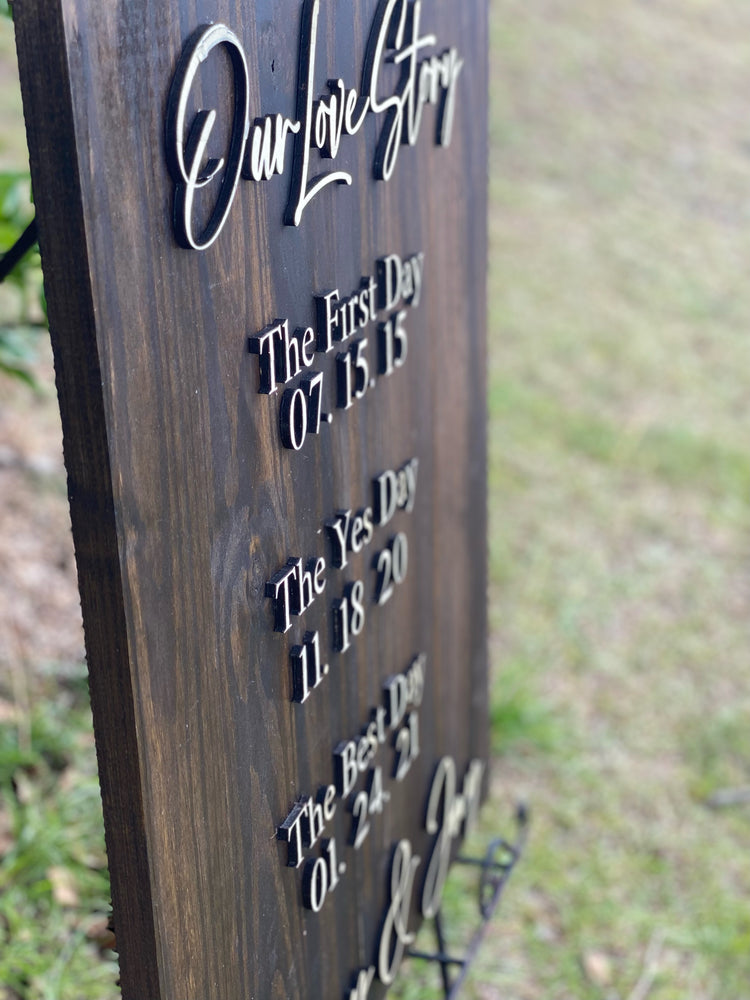 Our Love Story
The First Day
07. 15. 15
The Yes Day
11. 18 20
The Best Day
01. 24. 21
&